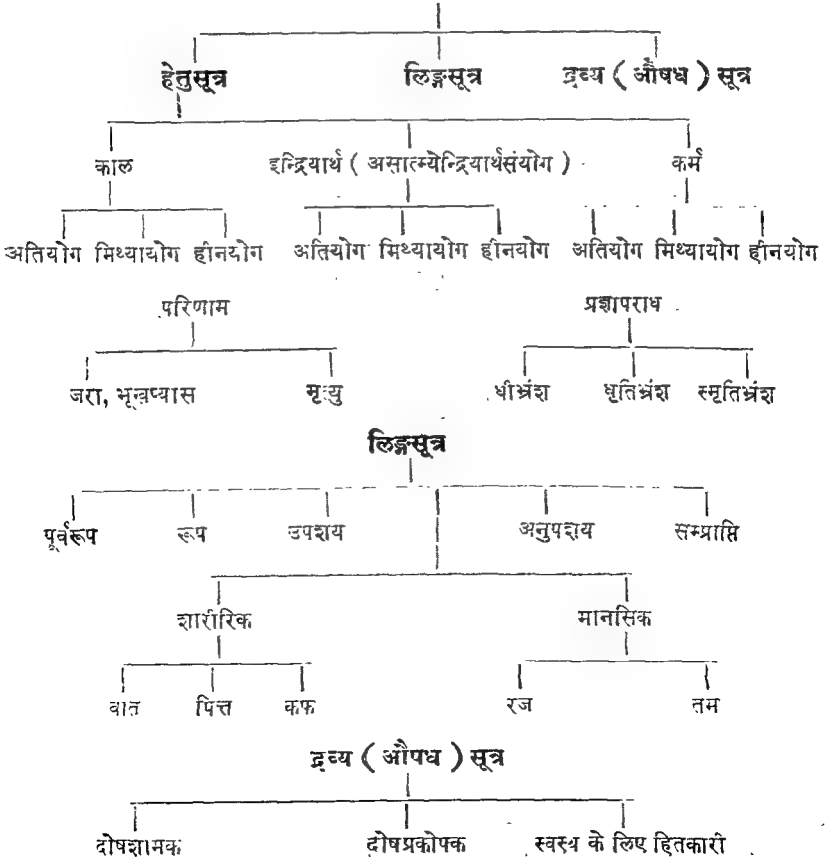 हेतुसूत्र लिङ्गसूत्र द्रव्य ( औषध ) सूत्र
काल इन्द्रियार्थ ( असात्म्येन्द्रियार्थसंयोग ) कर्म
अतियोग मिथ्यायोग हीनयोग अतियोग मिथ्यायोग हीनयोग अतियोग मिथ्यायोग हीनयोग
परिणाम प्रज्ञापराध
जरा, भूखप्यास मृत्यु धीभ्रंश धृतिभ्रंश स्मृतिभ्रंश
लिङ्गसूत्र
पूर्वरूप रूप उपशय अनुपशय सम्प्राप्ति
शारीरिक मानसिक
वात पित्त कफ रज तम
द्रव्य ( औषध ) सूत्र
दोषशामक दोषप्रकोपक स्वस्थ के लिए हितकारी